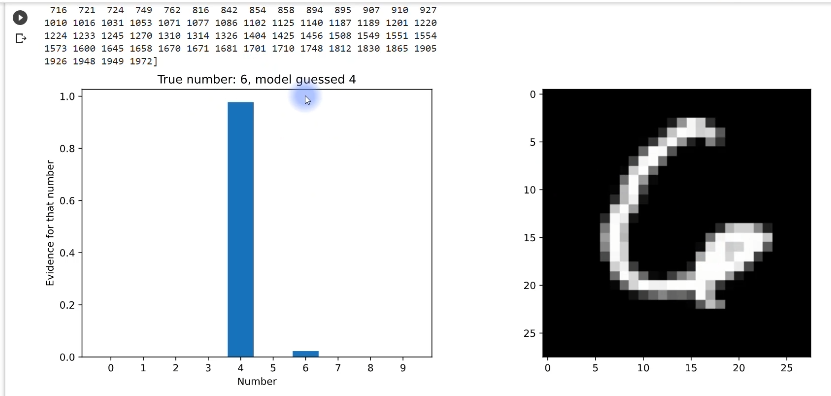 716 721 724 749 762 816 842 854 858 894 895 907 910 927
1010 1016 1031 1053 1071 1077 1086 1102 1125 1140 1187 1189 1201 1220
1224 1233 1245 1270 1310 1314 1326 1404 1425 1456 1508 1549 1551 1554
1573 1600 1645 1658 1670 1671 1681 1701 1710 1748 1812 1830 1865 1905
1926 1948 1949 1972]
True number: 6, model guessed 4
Evidence for that number
1.0
0.8
0.6
0.4
0.2
0.0
0 1 2 3 4 5 6 7 8 9
Number
0
5
10
15
20
25
0 5 10 15 20 25